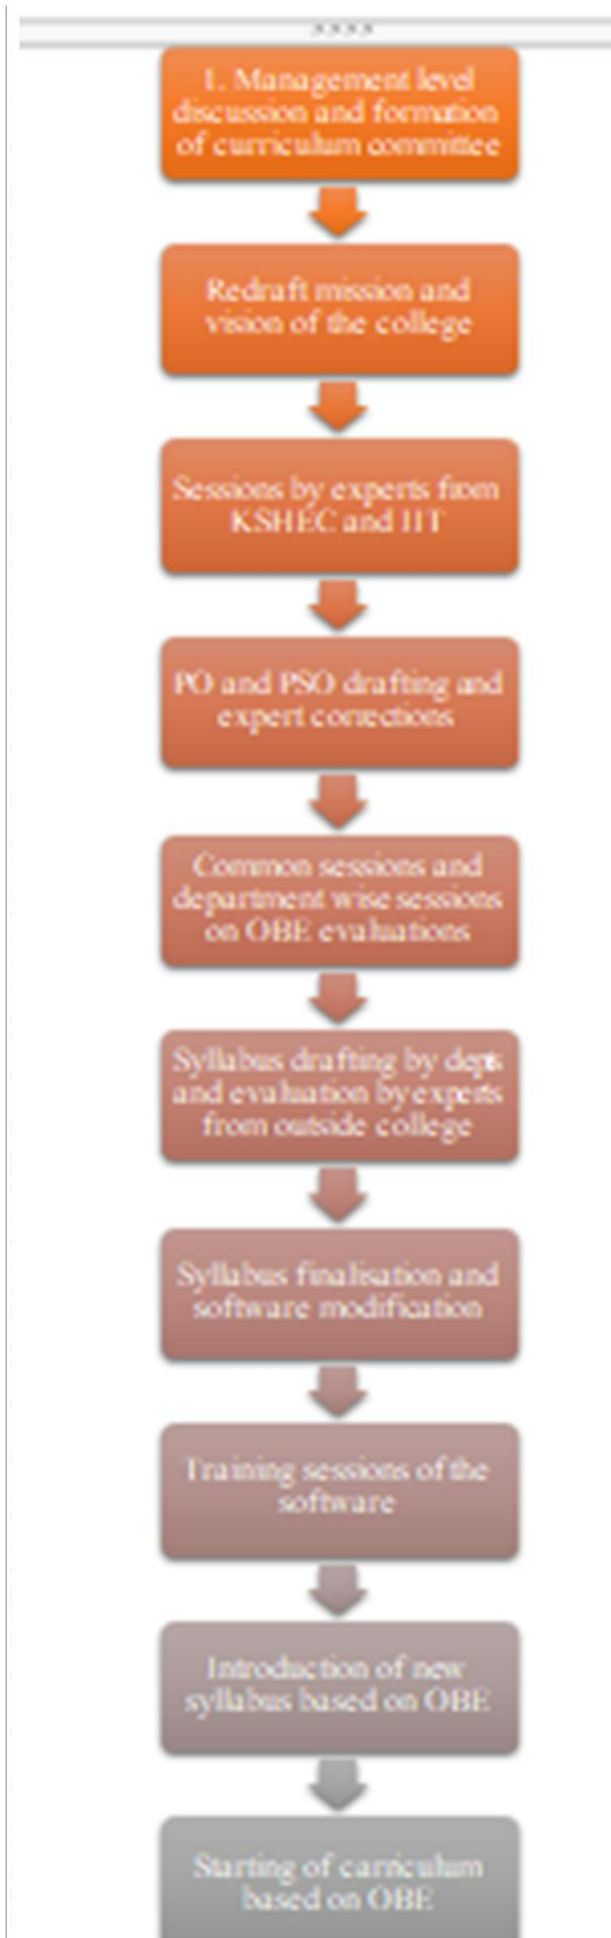 1. Management level
discussion and formation
of curriculum committee
Redraft mission and
vision of the college
Sessions by experts from
KSHEC and IIT
PO and PSO drafting and
expert corrections
Common sessions and
department wise sessions
on OBE evaluations
Syllabus drafting by depts
and evaluation by experts
from outside college
Syllabus finalisation and
software modification
Training sessions of the
software
Introduction of new
syllabus based on OBE
Starting of carriculum
based on OBE